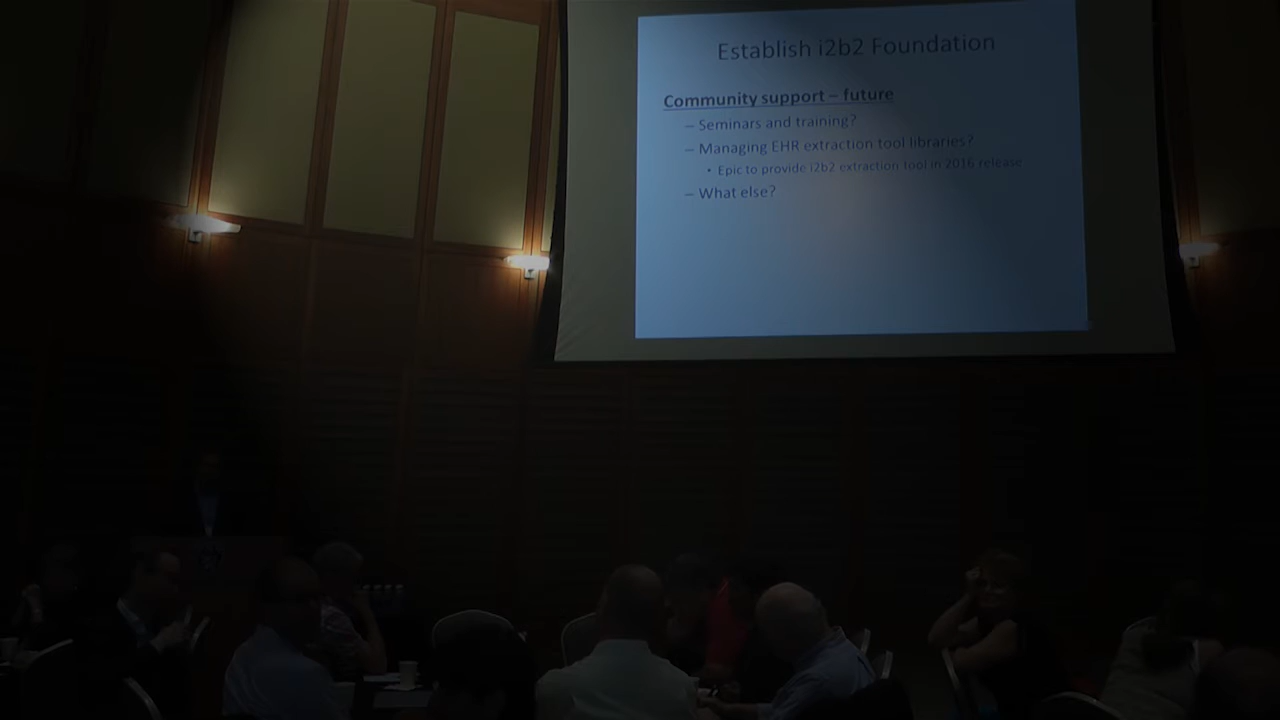 Establish i2b2 Foundation
Community support – future
– Seminars and training?
– Managing EHR extraction tool libraries?
• Epic to provide i2b2 extraction tool in 2016 release
– What else?